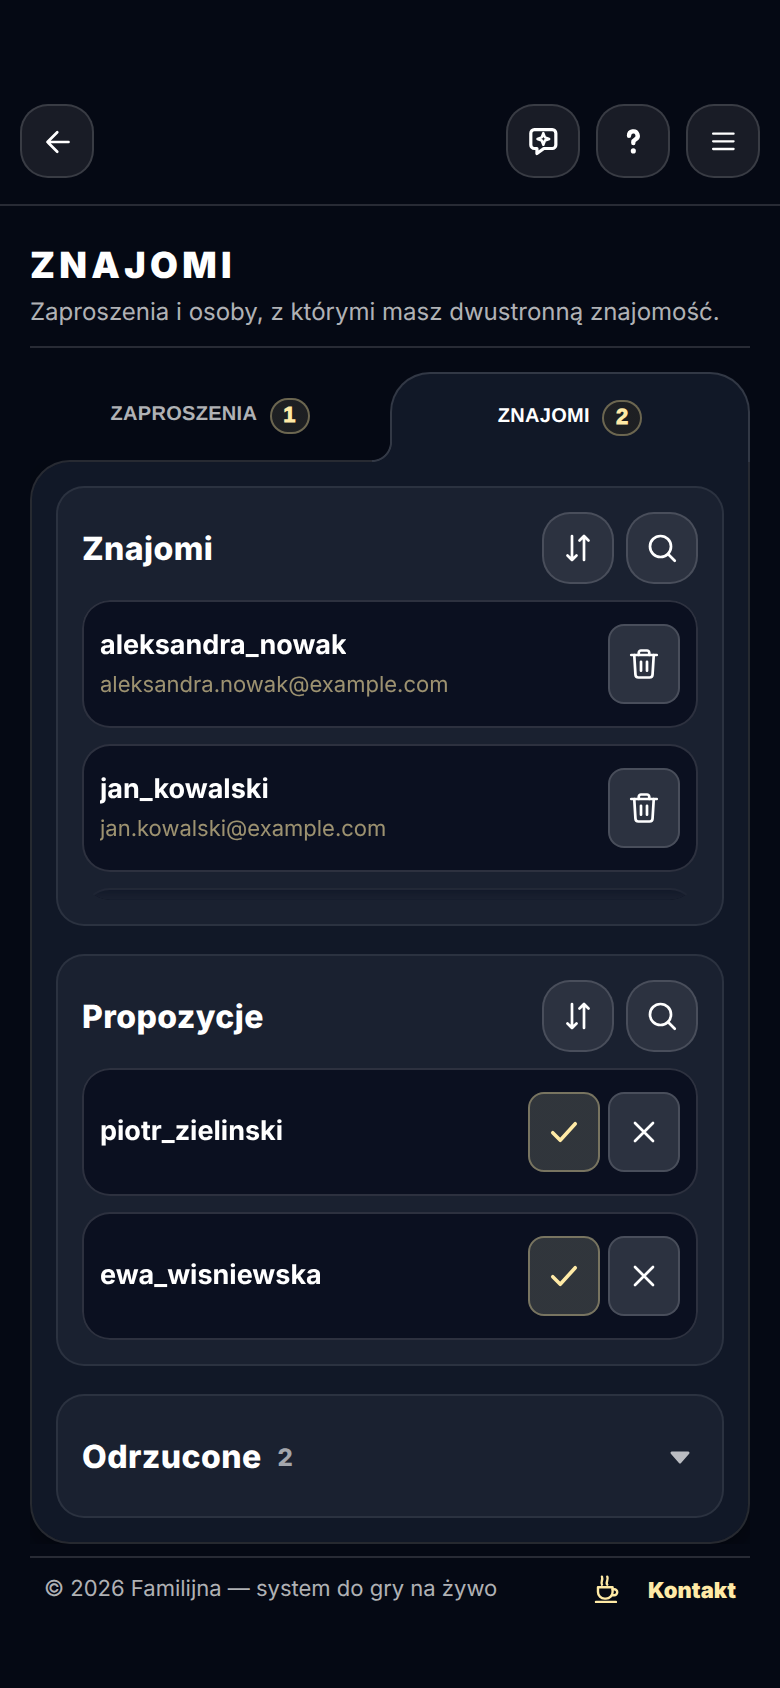 ZNAJOMI
Zaproszenia i osoby, z którymi masz dwustronną znajomość.
ZAPROSZENIA 1
ZNAJOMI 2
Znajomi
aleksandra_nowak
aleksandra.nowak@example.com
jan_kowalski
jan.kowalski@example.com
Propozycje
piotr_zielinski
ewa_wisniewska
Odrzucone 2
© 2026 Familijna — system do gry na żywo
Kontakt